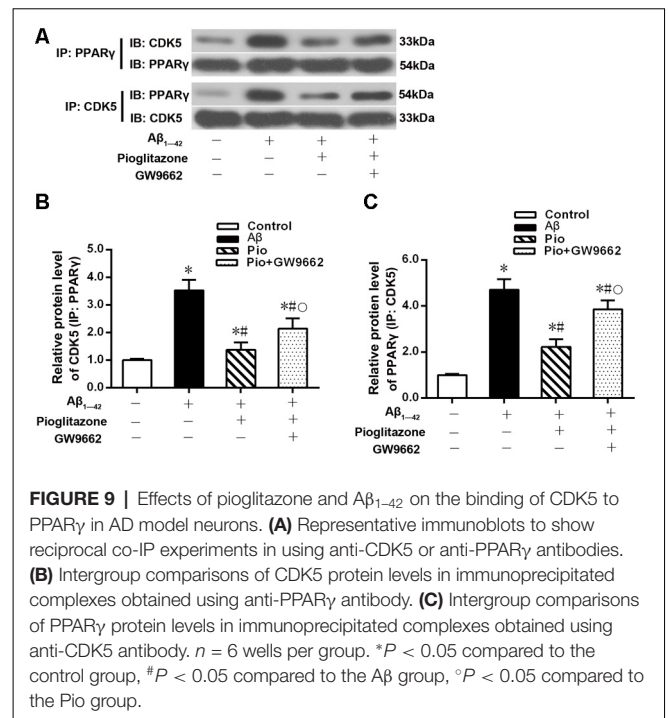 A
IP: PPARγ
IB: CDK5 33kDa
IB: PPARγ 54kDa
IP: CDK5
IB: PPARγ 54kDa
IB: CDK5 33kDa
Aβ1–42 – + + +
Pioglitazone – – + +
GW9662 – – – +
B
Control
Aβ
Pio
Pio+GW9662
Relative protein level
of CDK5 (IP: PPARγ)
5.0
4.0
3.0
2.0
1.0
0.0
* *# *#○
Aβ1–42 – + + +
Pioglitazone – – + +
GW9662 – – – +
C
Control
Aβ
Pio
Pio+GW9662
Relative protien level
of PPARγ (IP: CDK5)
6.0
4.0
2.0
0.0
* *# *#○
Aβ1–42 – + + +
Pioglitazone – – + +
GW9662 – – – +
FIGURE 9 | Effects of pioglitazone and Aβ1–42 on the binding of CDK5 to
PPARγ in AD model neurons. (A) Representative immunoblots to show
reciprocal co-IP experiments in using anti-CDK5 or anti-PPARγ antibodies.
(B) Intergroup comparisons of CDK5 protein levels in immunoprecipitated
complexes obtained using anti-PPARγ antibody. (C) Intergroup comparisons
of PPARγ protein levels in immunoprecipitated complexes obtained using
anti-CDK5 antibody. n = 6 wells per group. *P < 0.05 compared to the
control group, #P < 0.05 compared to the Aβ group, °P < 0.05 compared to
the Pio group.